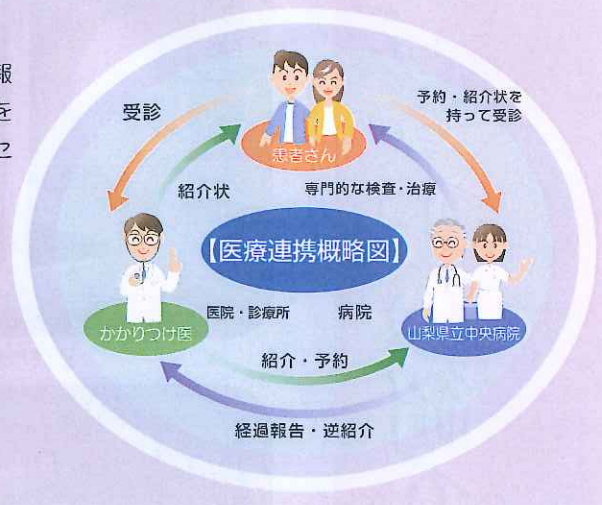 報
を
セ
受診
予約・紹介状を
持って受診
患者さん
紹介状
専門的な検査・治療
【医療連携概略図】
かかりつけ医
医院・診療所
病院
山梨県立中央病院
紹介・予約
経過報告・逆紹介